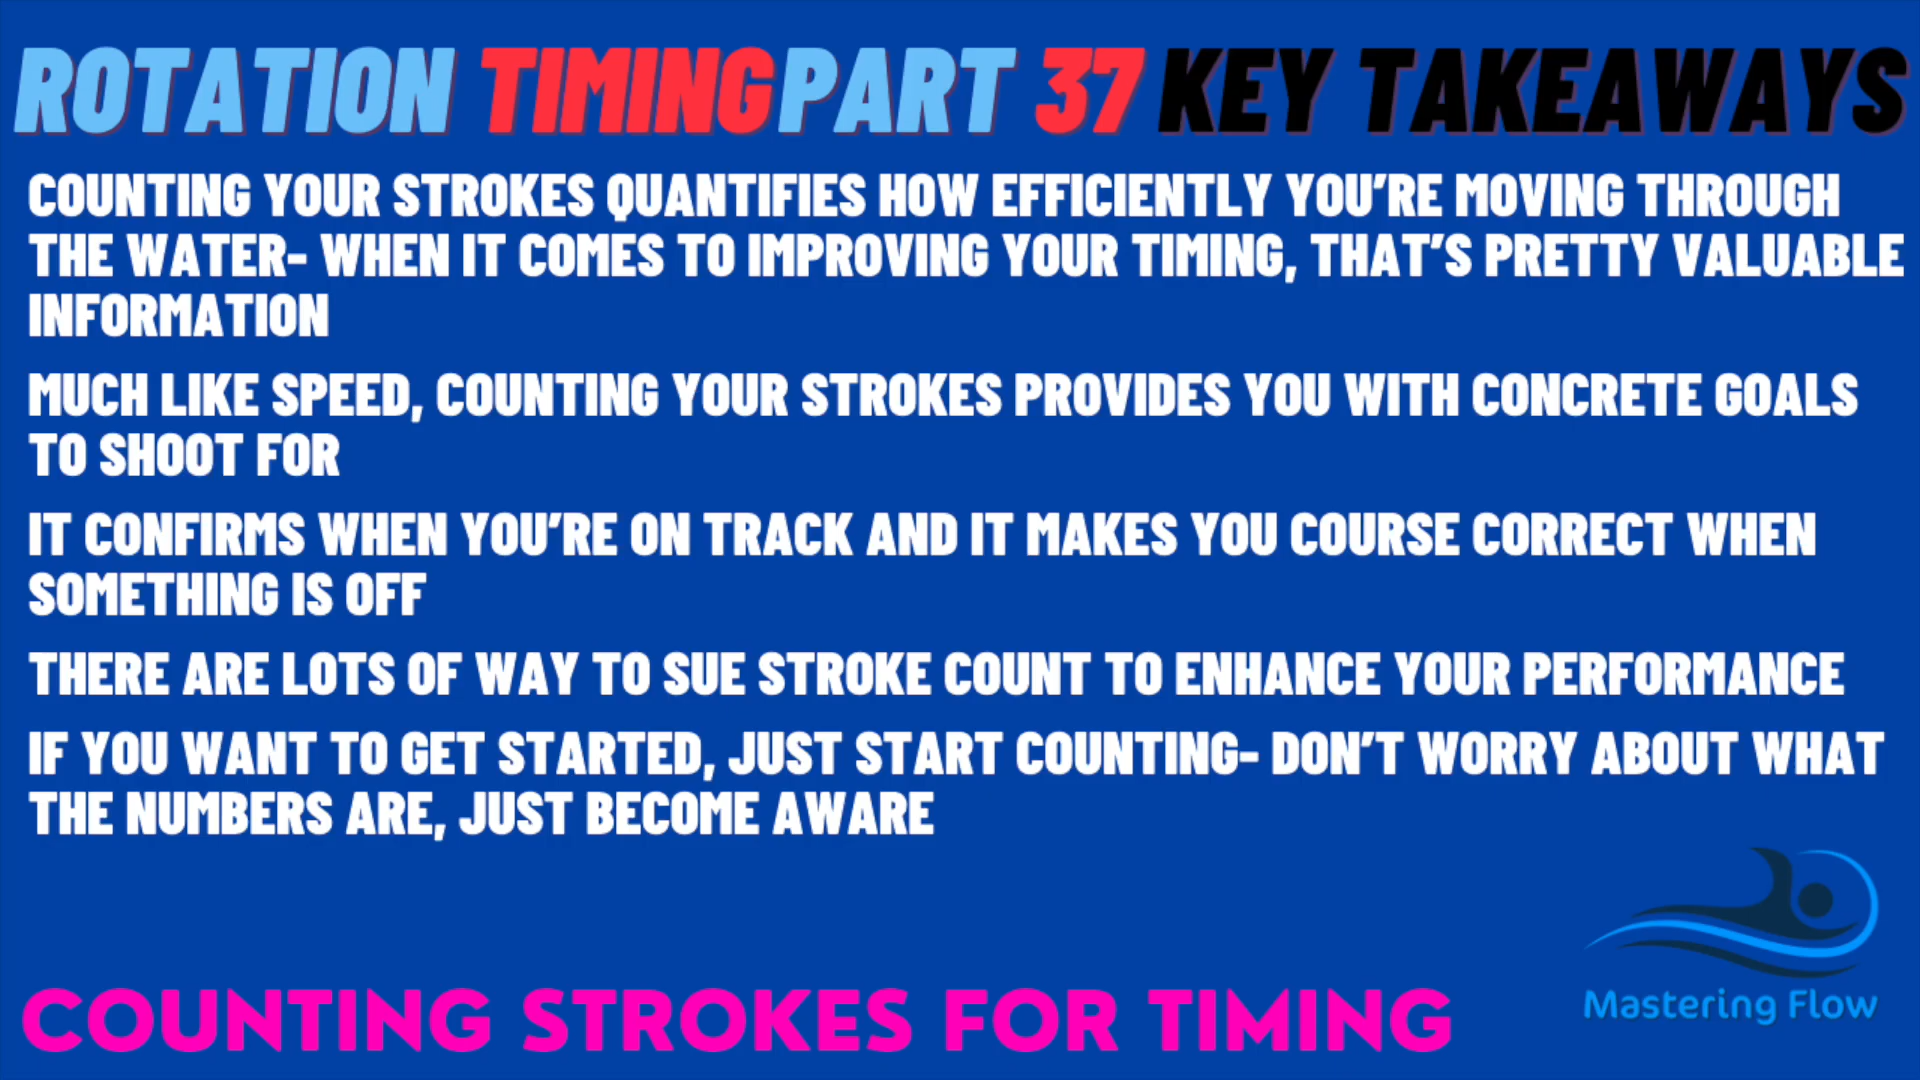 ROTATION TIMING PART 37 KEY TAKEAWAYS
COUNTING YOUR STROKES QUANTIFIES HOW EFFICIENTLY YOU'RE MOVING THROUGH
THE WATER- WHEN IT COMES TO IMPROVING YOUR TIMING, THAT'S PRETTY VALUABLE
INFORMATION
MUCH LIKE SPEED, COUNTING YOUR STROKES PROVIDES YOU WITH CONCRETE GOALS
TO SHOOT FOR
IT CONFIRMS WHEN YOU'RE ON TRACK AND IT MAKES YOU COURSE CORRECT WHEN
SOMETHING IS OFF
THERE ARE LOTS OF WAY TO SUE STROKE COUNT TO ENHANCE YOUR PERFORMANCE
IF YOU WANT TO GET STARTED, JUST START COUNTING- DON'T WORRY ABOUT WHAT
THE NUMBERS ARE, JUST BECOME AWARE
Mastering Flow
COUNTING STROKES FOR TIMING